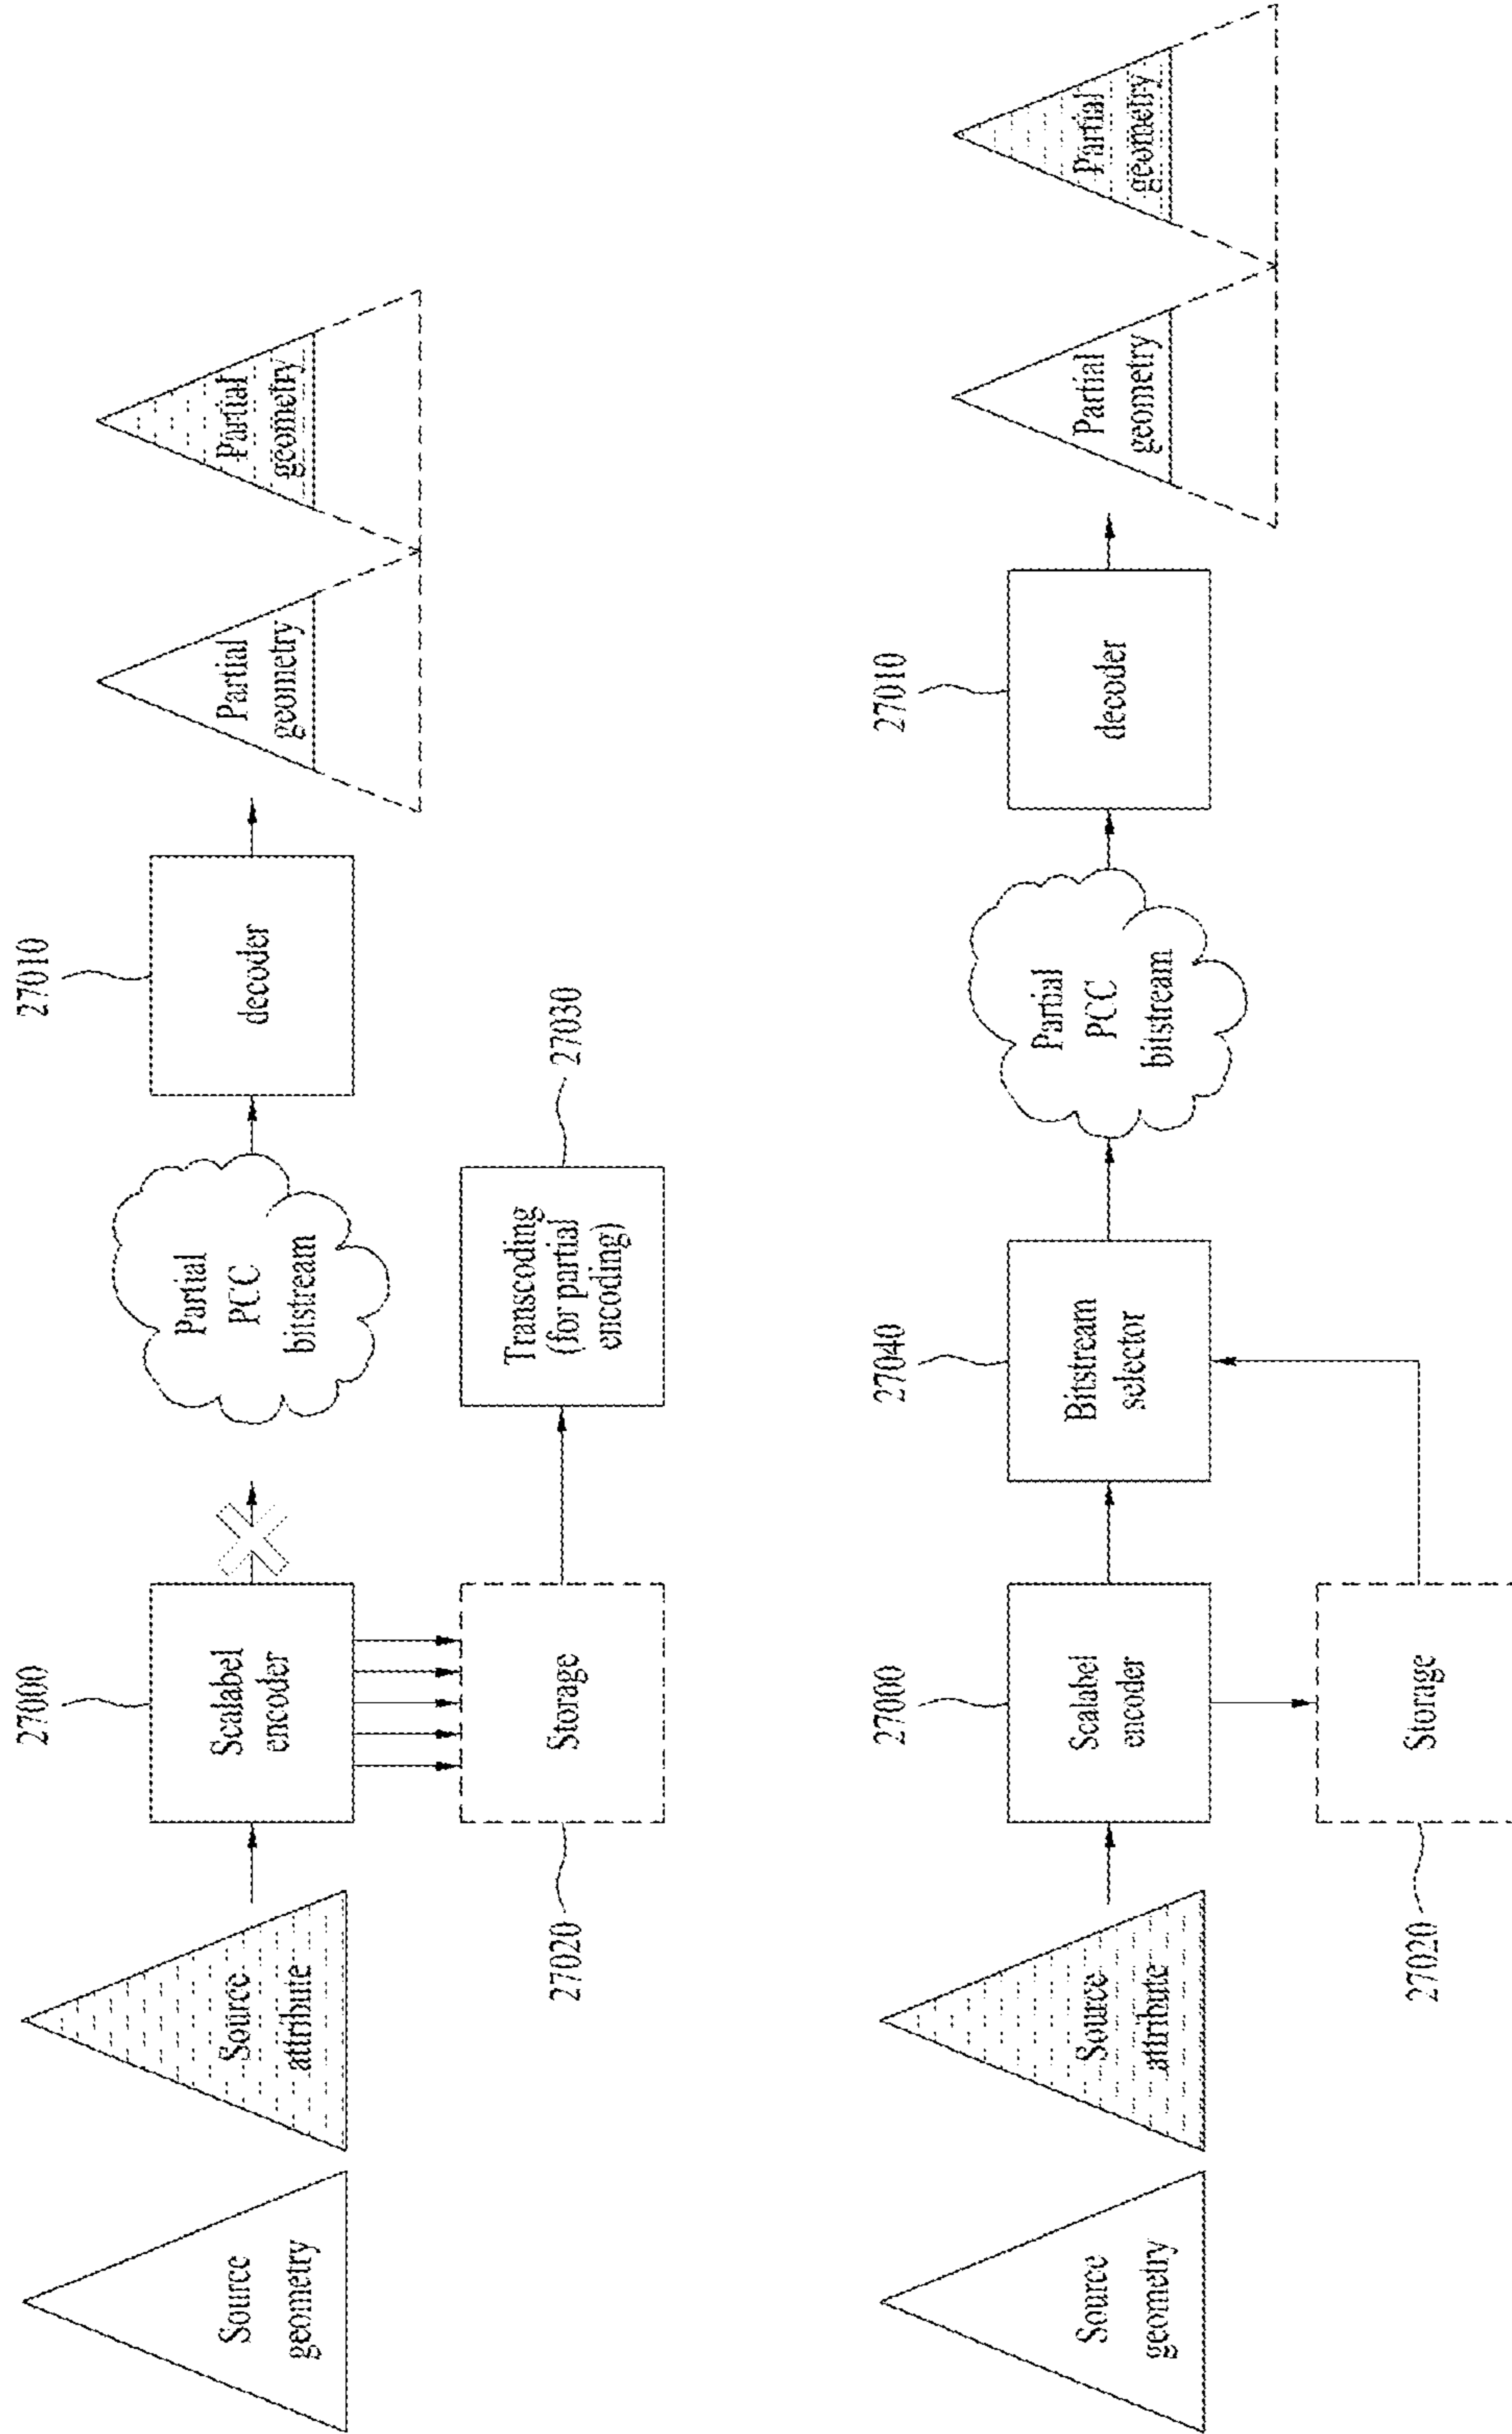 Source
geometry
Source
attribute
27000
Scalabel
encoder
27020
Storage
Partial
PCC
bitstream
Transcoding
(for partial
encoding)
27030
27010
decoder
Partial
geometry
Partial
geometry
Source
geometry
Source
attribute
27000
Scalabel
encoder
27020
Storage
27040
Bitstream
selector
Partial
PCC
bitstream
27010
decoder
Partial
geometry
Partial
geometry